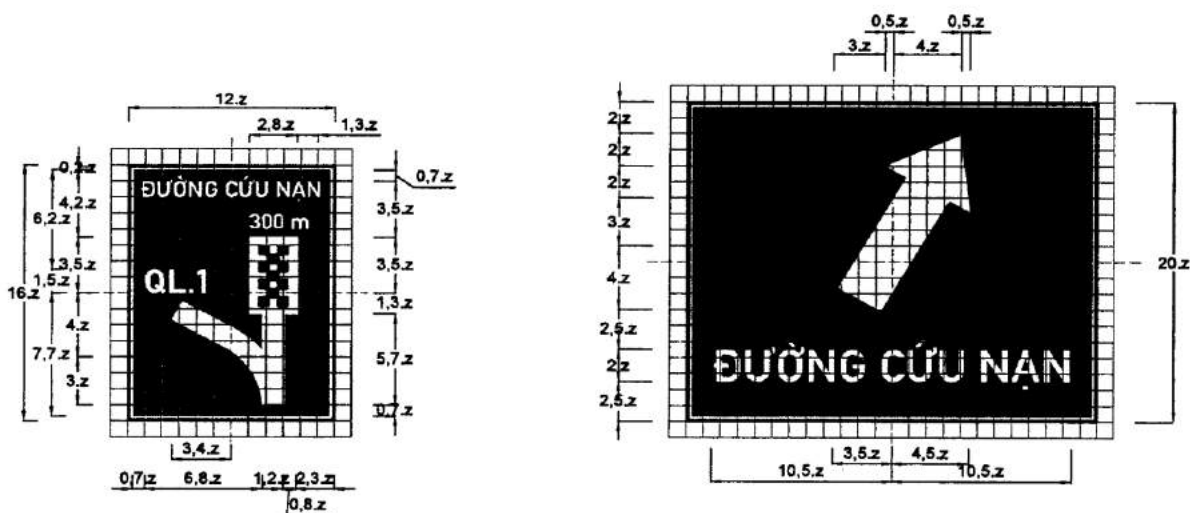 12.z
2,8.z
1,3.z
0,7.z
4,2.z
6,2.z
3,5.z
3,5.z
1,5.z
16.z
3,5.z
1,3.z
4.z
7,7.z
5,7.z
3.z
0,7.z
ĐƯỜNG CỨU NẠN
300 m
QL.1
3,4.z
0,7.z
6,8.z
1,2.z
2,3.z
0,8.z
0,5.z
0,5.z
3.z
4.z
2.z
2.z
2.z
3.z
4.z
2,5.z
2.z
2,5.z
20.z
ĐƯỜNG CỨU NẠN
3,5.z
4,5.z
10,5.z
10,5.z